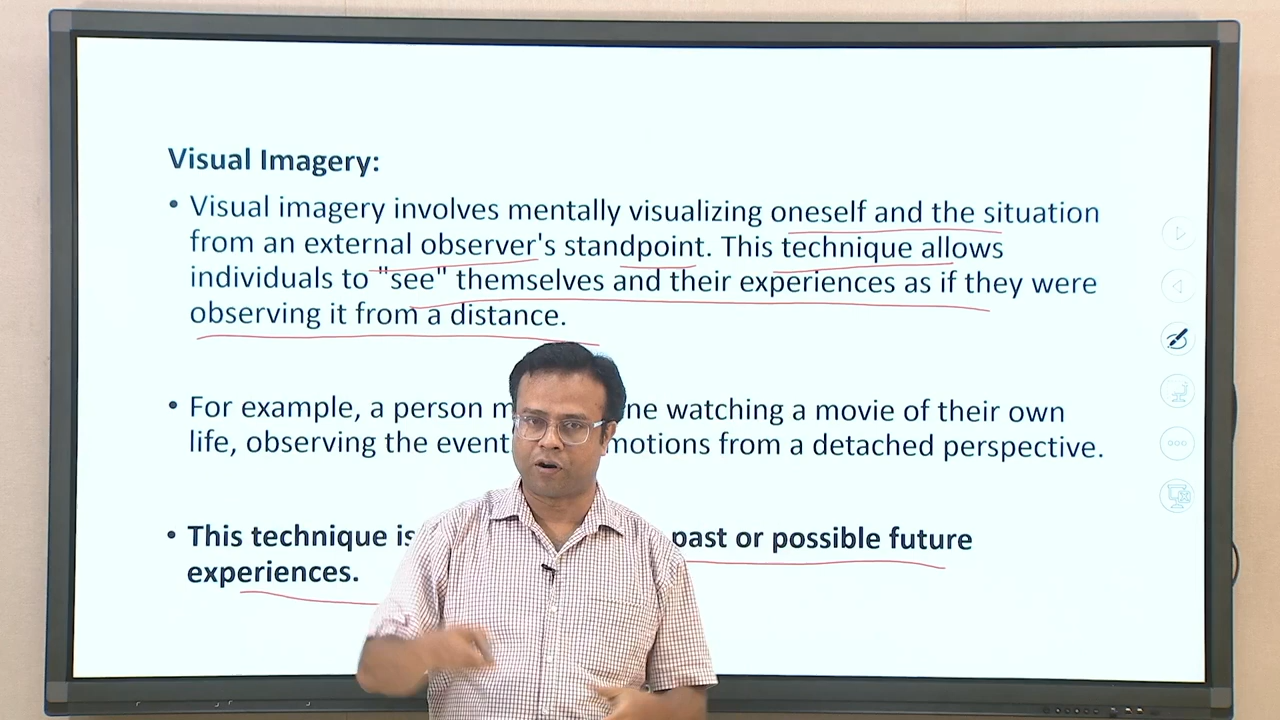 Visual Imagery:
• Visual imagery involves mentally visualizing oneself and the situation
from an external observer's standpoint. This technique allows
individuals to "see" themselves and their experiences as if they were
observing it from a distance.
• For example, a person ne watching a movie of their own
life, observing the event motions from a detached perspective.
• This technique is past or possible future
experiences.